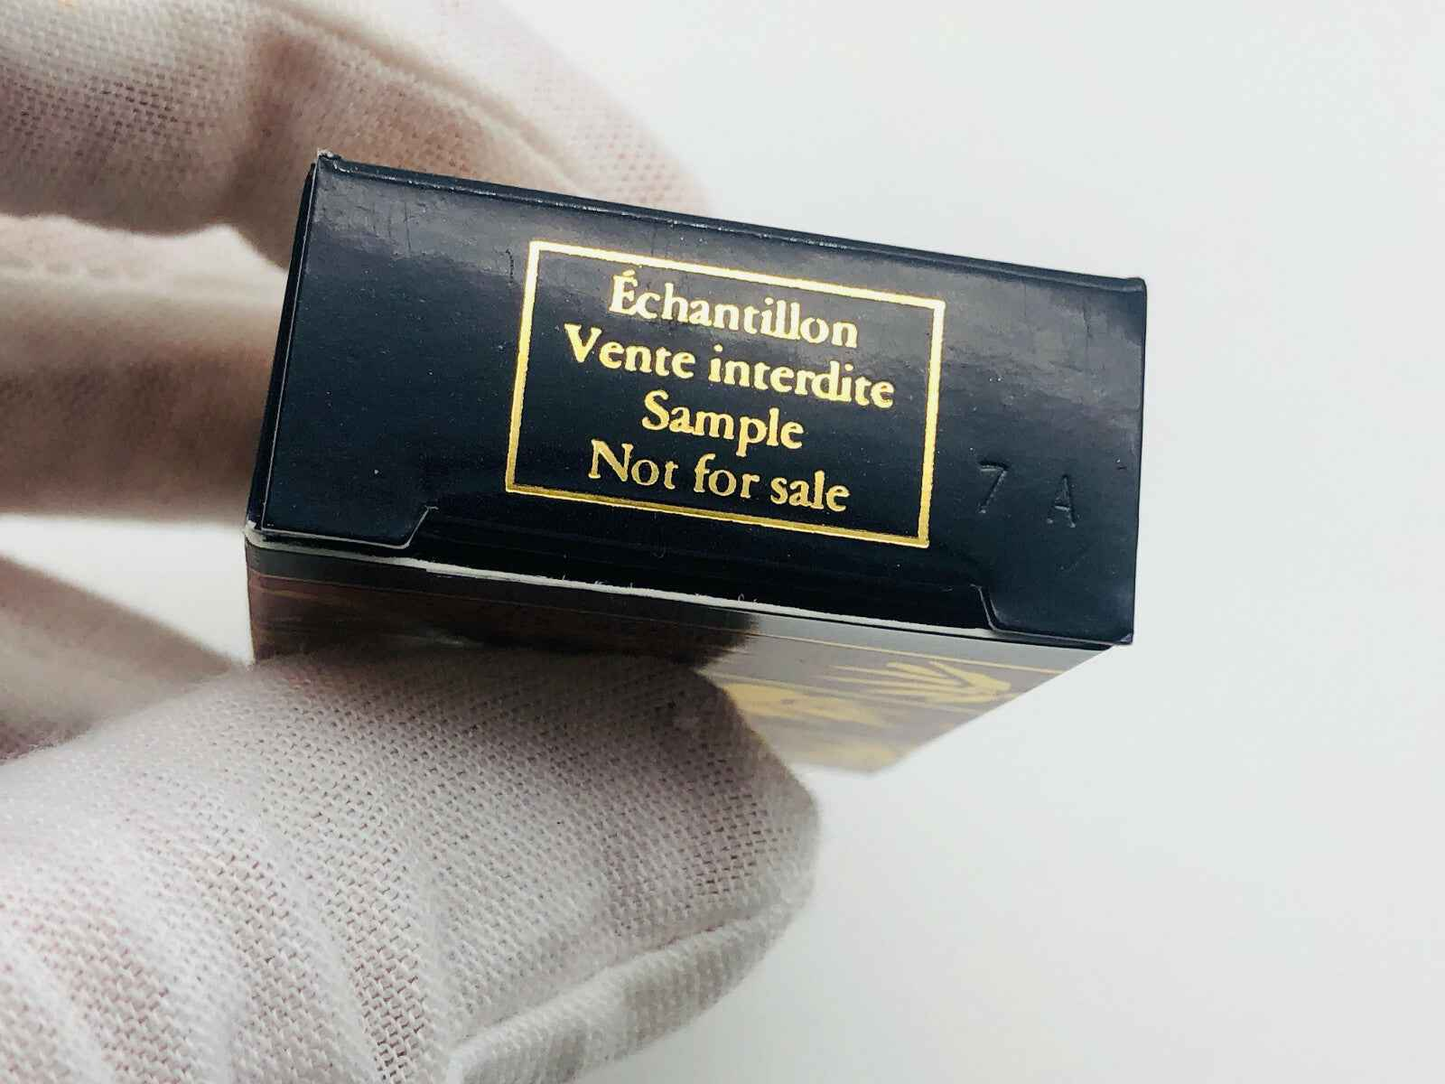 Échantillon
Vente interdite
Sample
Not for sale
7 A